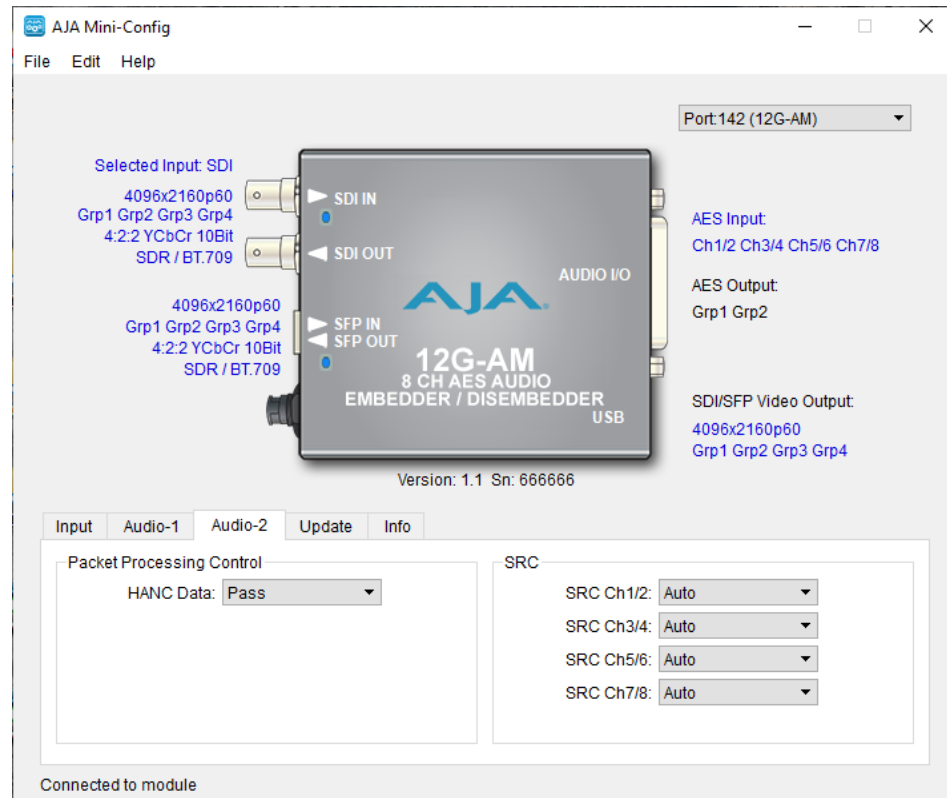 AJA Mini-Config
File Edit Help
Port:142 (12G-AM)
Selected Input: SDI
4096x2160p60
Grp1 Grp2 Grp3 Grp4
4:2:2 YCbCr 10Bit
SDR / BT.709
4096x2160p60
Grp1 Grp2 Grp3 Grp4
4:2:2 YCbCr 10Bit
SDR / BT.709
SDI IN
SDI OUT
AUDIO I/O
AJA
SFP IN
SFP OUT
12G-AM
8 CH AES AUDIO
EMBEDDER / DISEMBEDDER
USB
AES Input:
Ch1/2 Ch3/4 Ch5/6 Ch7/8
AES Output:
Grp1 Grp2
SDI/SFP Video Output:
4096x2160p60
Grp1 Grp2 Grp3 Grp4
Version: 1.1 Sn: 666666
Input Audio-1 Audio-2 Update Info
Packet Processing Control
HANC Data: Pass
SRC
SRC Ch1/2: Auto
SRC Ch3/4: Auto
SRC Ch5/6: Auto
SRC Ch7/8: Auto
Connected to module